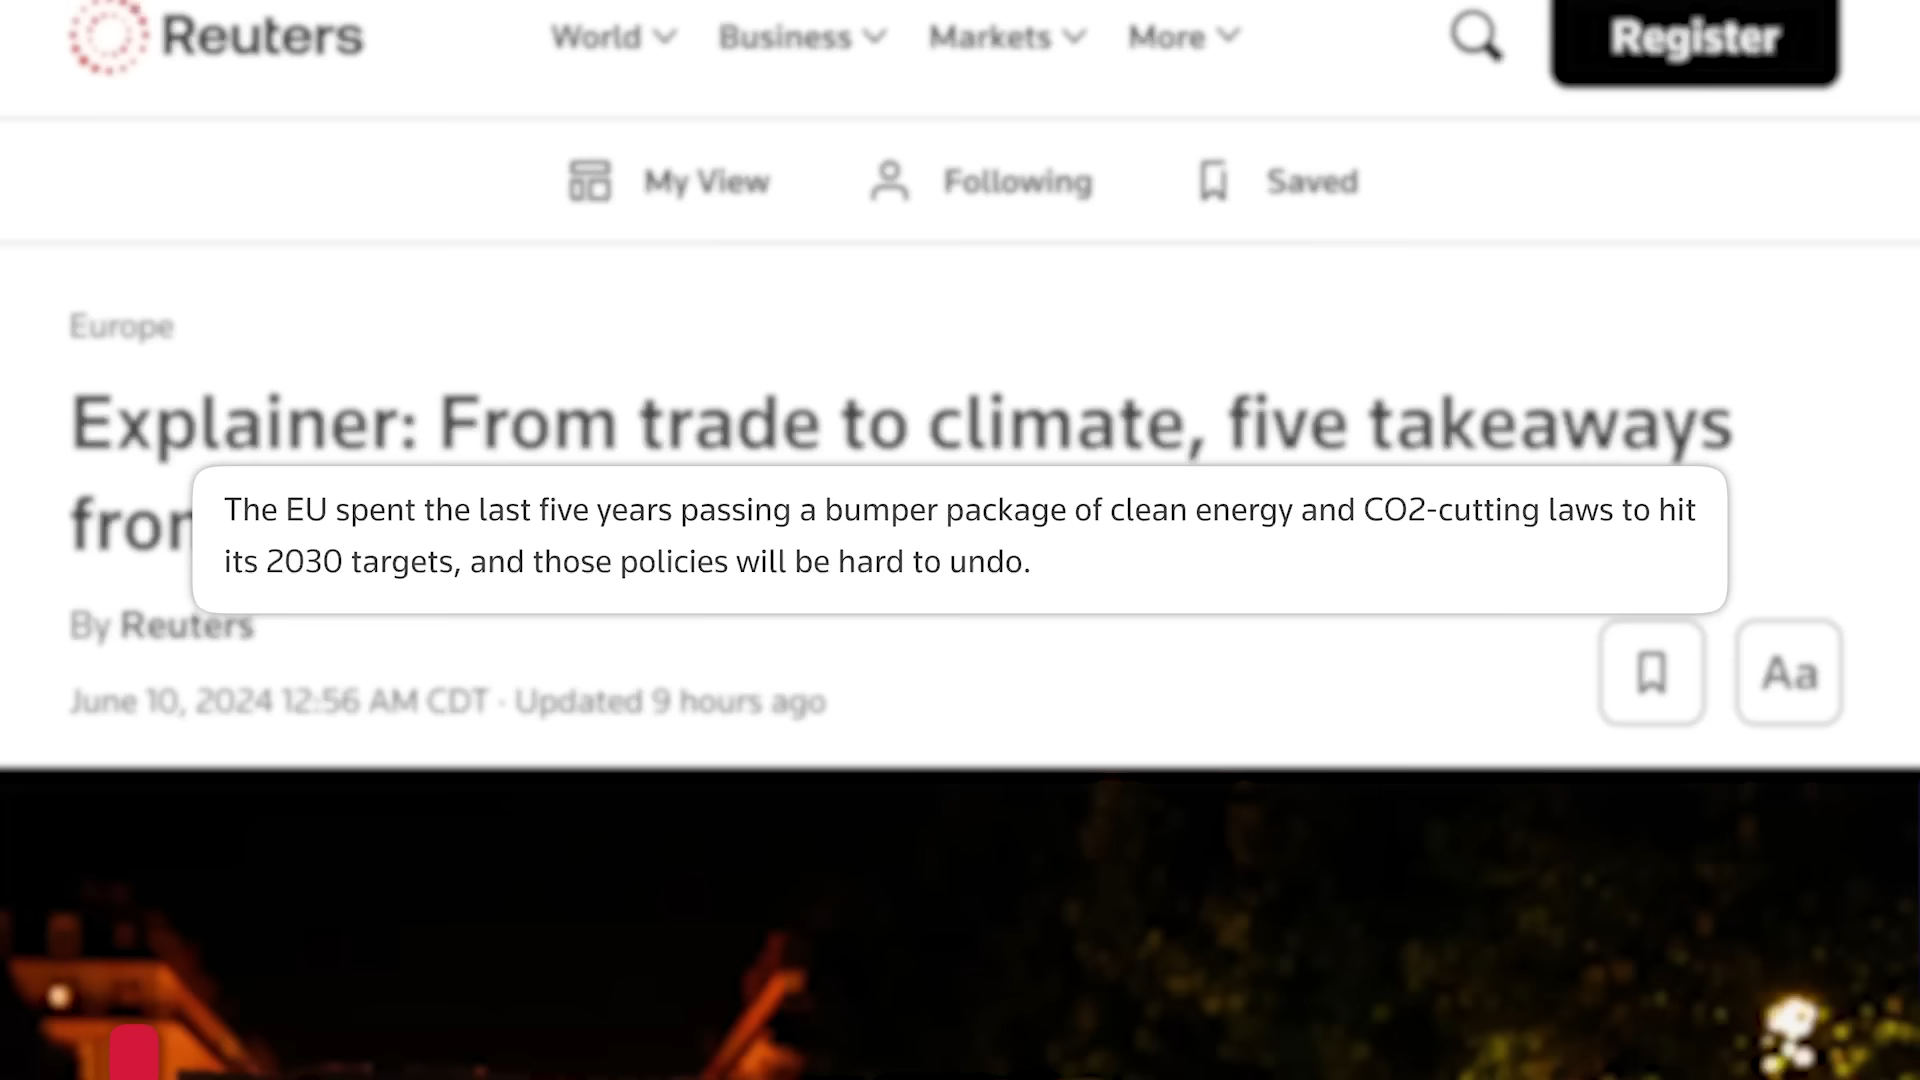 Reuters
World
Business
Markets
More
Register
My View
Following
Saved
Europe
Explainer: From trade to climate, five takeaways
The EU spent the last five years passing a bumper package of clean energy and CO2-cutting laws to hit
its 2030 targets, and those policies will be hard to undo.
By Reuters
June 10, 2024 12:56 AM CDT · Updated 9 hours ago
Aa